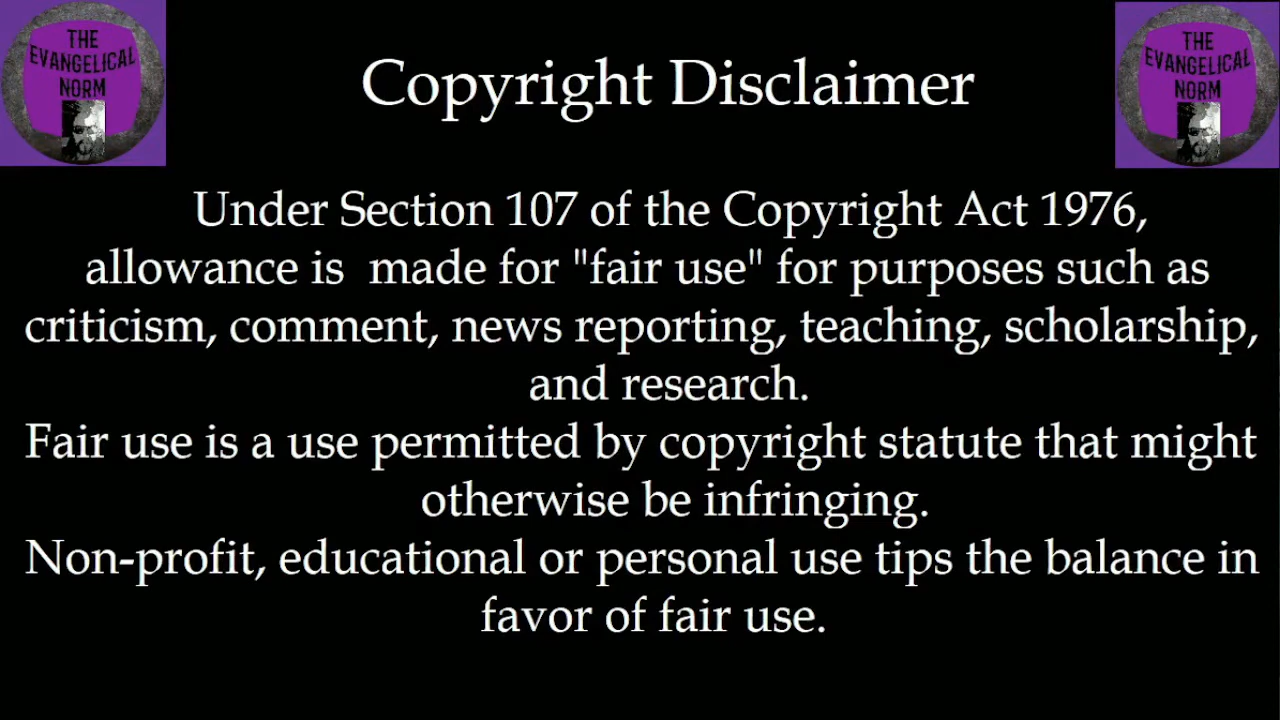 THE
EVANGELICAL
NORM
THE
EVANGELICAL
NORM
Copyright Disclaimer
Under Section 107 of the Copyright Act 1976,
allowance is  made for "fair use" for purposes such as
criticism, comment, news reporting, teaching, scholarship,
and research.
Fair use is a use permitted by copyright statute that might
otherwise be infringing.
Non-profit, educational or personal use tips the balance in
favor of fair use.